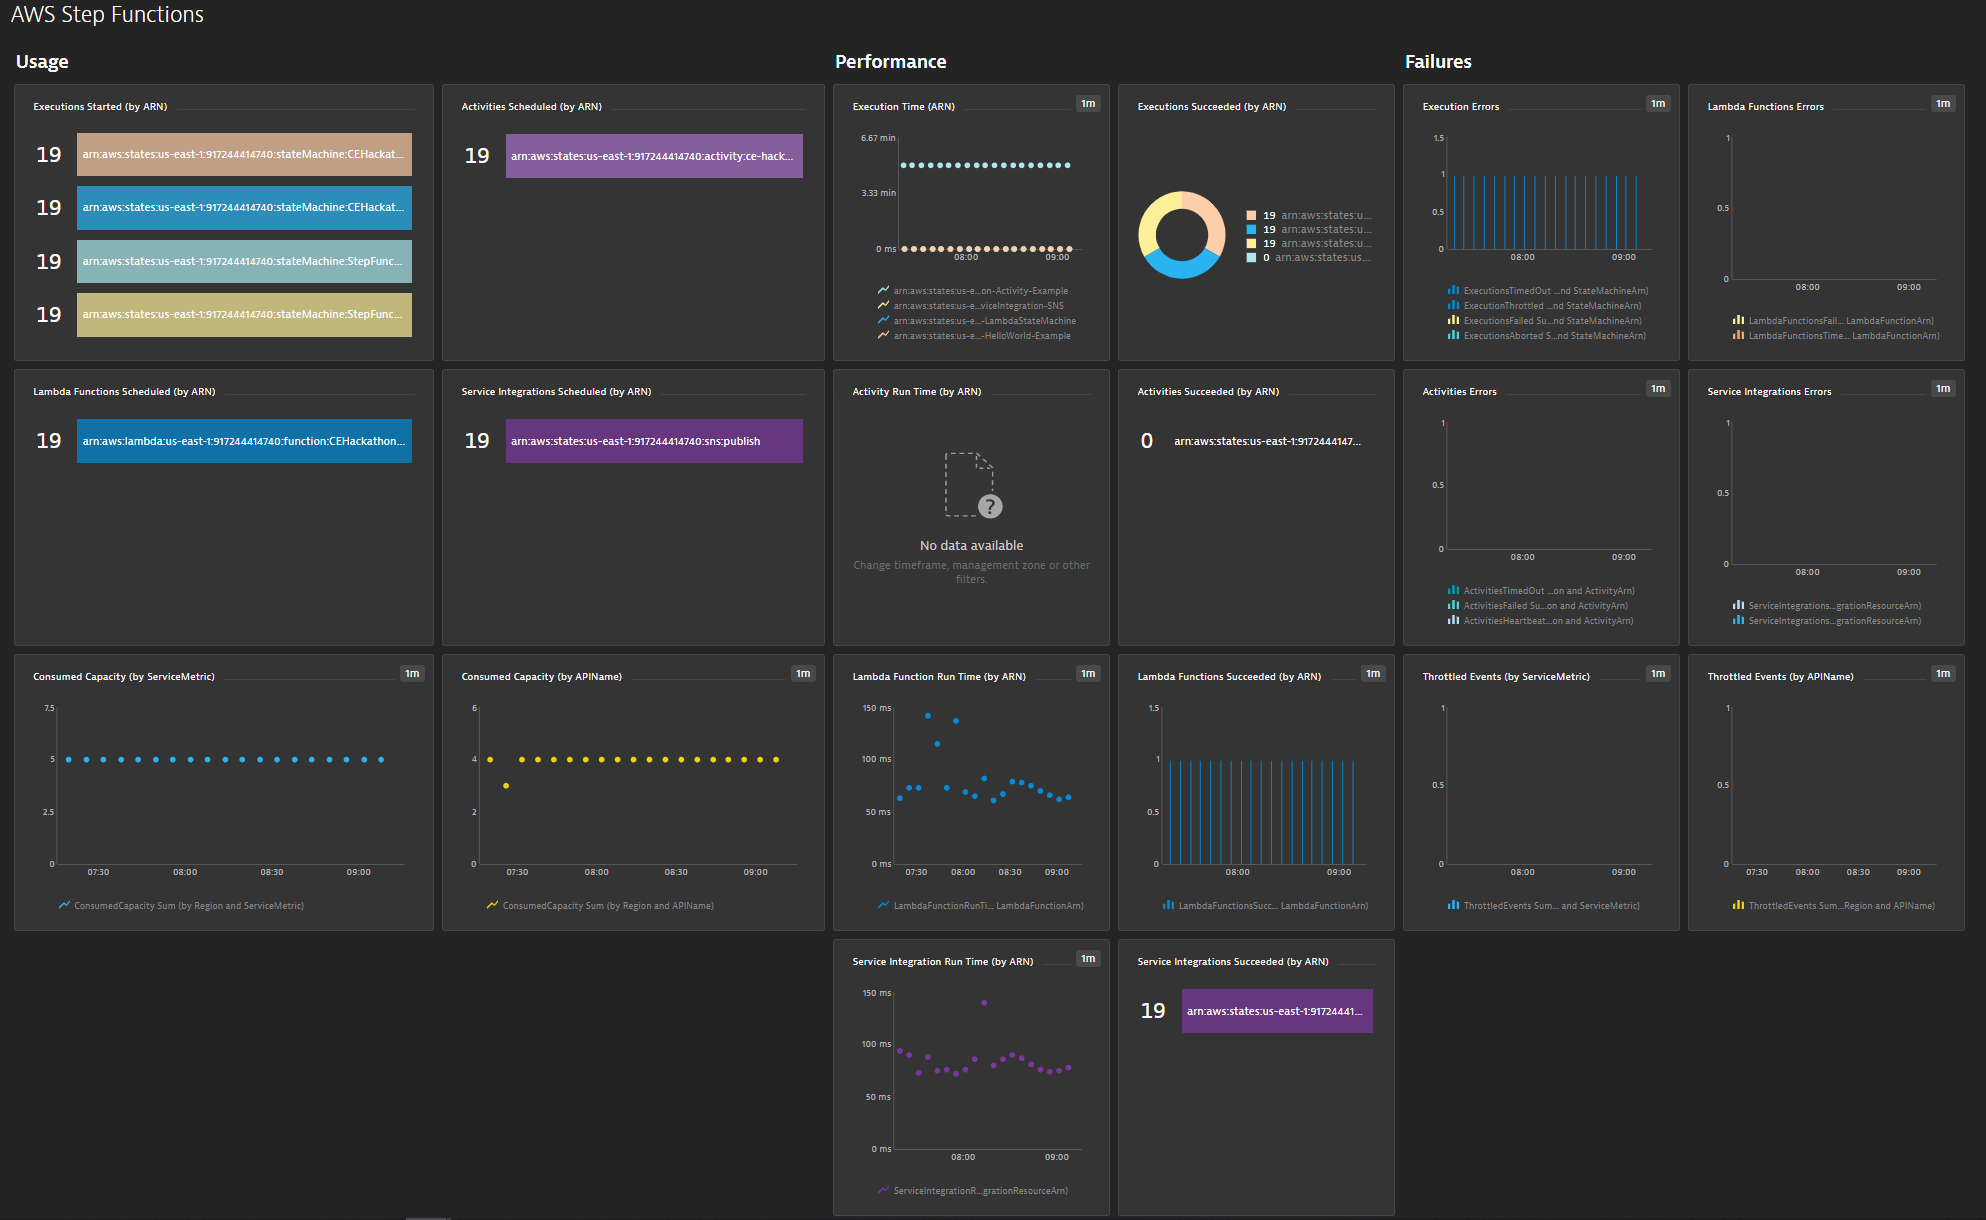 AWS Step Functions
Usage
Performance
Failures
Executions Started (by ARN)
19 arn:aws:states:us-east-1:917244414740:stateMachine:CEHackat...
19 arn:aws:states:us-east-1:917244414740:stateMachine:CEHackat...
19 arn:aws:states:us-east-1:917244414740:stateMachine:StepFunc...
19 arn:aws:states:us-east-1:917244414740:stateMachine:StepFunc...
Activities Scheduled (by ARN)
19 arn:aws:states:us-east-1:917244414740:activity:ce-hack...
Execution Time (ARN)
1m
6.67 min
3.33 min
0 ms
08:00 09:00
arn:aws:states:us-e...on-Activity-Example
arn:aws:states:us-e...viceIntegration-SNS
arn:aws:states:us-e...-LambdaStateMachine
arn:aws:states:us-e...-HelloWorld-Example
Executions Succeeded (by ARN)
19 arn:aws:states:u...
19 arn:aws:states:u...
19 arn:aws:states:u...
0 arn:aws:states:us...
Execution Errors
1m
1.5
1
0.5
0
08:00 09:00
ExecutionsTimedOut ...nd StateMachineArn)
ExecutionThrottled ...nd StateMachineArn)
ExecutionsFailed Su...nd StateMachineArn)
ExecutionsAborted S...nd StateMachineArn)
Lambda Functions Errors
1m
1
0.5
0
08:00 09:00
LambdaFunctionsFail... LambdaFunctionArn)
LambdaFunctionsTime... LambdaFunctionArn)
Lambda Functions Scheduled (by ARN)
19 arn:aws:lambda:us-east-1:917244414740:function:CEHackathon...
Service Integrations Scheduled (by ARN)
19 arn:aws:states:us-east-1:917244414740:sns:publish
Activity Run Time (by ARN)
?
No data available
Change timeframe, management zone or other
filters.
Activities Succeeded (by ARN)
0 arn:aws:states:us-east-1:9172444147...
Activities Errors
1m
1
0.5
0
08:00 09:00
ActivitiesTimedOut ...on and ActivityArn)
ActivitiesFailed Su...on and ActivityArn)
ActivitiesHeartbeat...on and ActivityArn)
Service Integrations Errors
1m
1
0.5
0
08:00 09:00
ServiceIntegrations...grationResourceArn)
ServiceIntegrations...grationResourceArn)
Consumed Capacity (by ServiceMetric)
1m
7.5
5
2.5
0
07:30 08:00 08:30 09:00
ConsumedCapacity Sum (by Region and ServiceMetric)
Consumed Capacity (by APIName)
1m
6
4
2
0
07:30 08:00 08:30 09:00
ConsumedCapacity Sum (by Region and APIName)
Lambda Function Run Time (by ARN)
1m
150 ms
100 ms
50 ms
0 ms
07:30 08:00 08:30 09:00
LambdaFunctionRunTi... LambdaFunctionArn)
Lambda Functions Succeeded (by ARN)
1m
1.5
1
0.5
0
08:00 09:00
LambdaFunctionsSucc... LambdaFunctionArn)
Throttled Events (by ServiceMetric)
1m
1
0.5
0
08:00 09:00
ThrottledEvents Sum... and ServiceMetric)
Throttled Events (by APIName)
1m
1
0.5
0
07:30 08:00 08:30 09:00
ThrottledEvents Sum...Region and APIName)
Service Integration Run Time (by ARN)
1m
150 ms
100 ms
50 ms
0 ms
08:00 09:00
ServiceIntegrationR...grationResourceArn)
Service Integrations Succeeded (by ARN)
19 arn:aws:states:us-east-1:91724441...